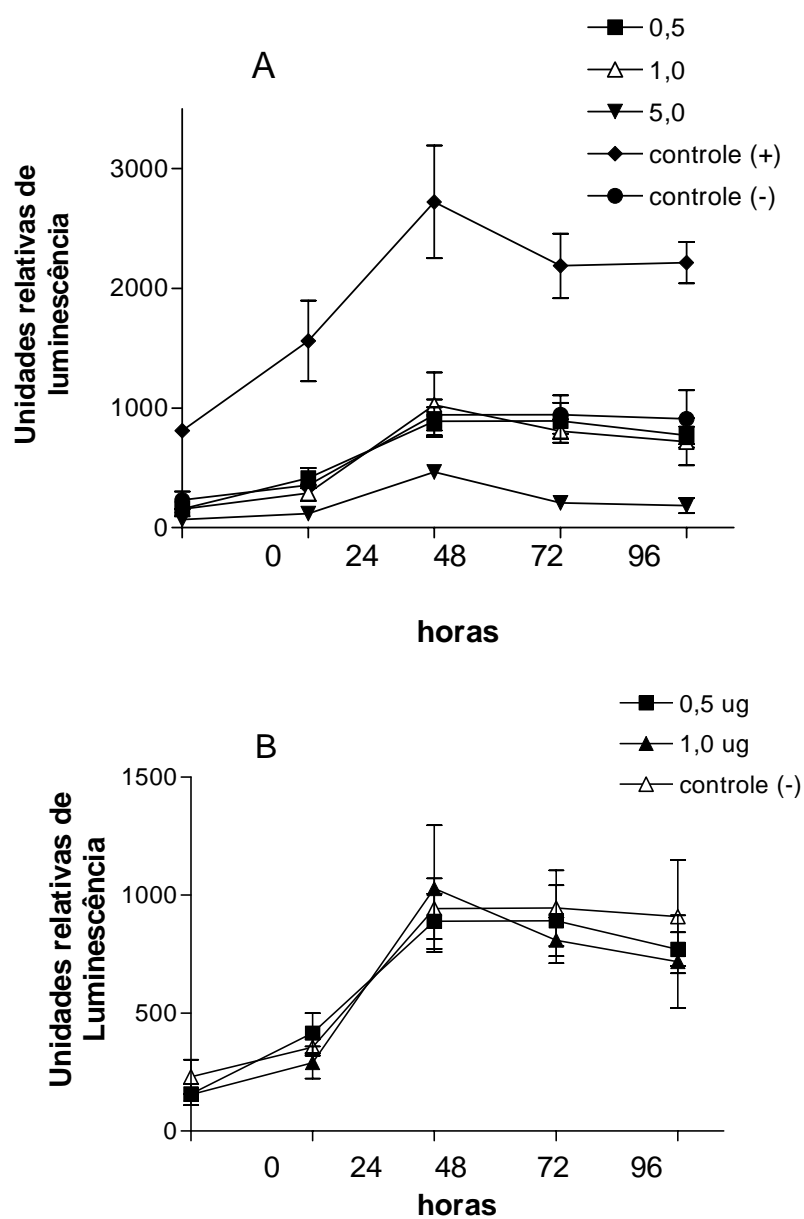 A
0,5
1,0
5,0
controle (+)
controle (-)
Unidades relativas de
luminescência
3000
2000
1000
0
0 24 48 72 96
horas
B
0,5 ug
1,0 ug
controle (-)
Unidades relativas de
Luminescência
1500
1000
500
0
0 24 48 72 96
horas